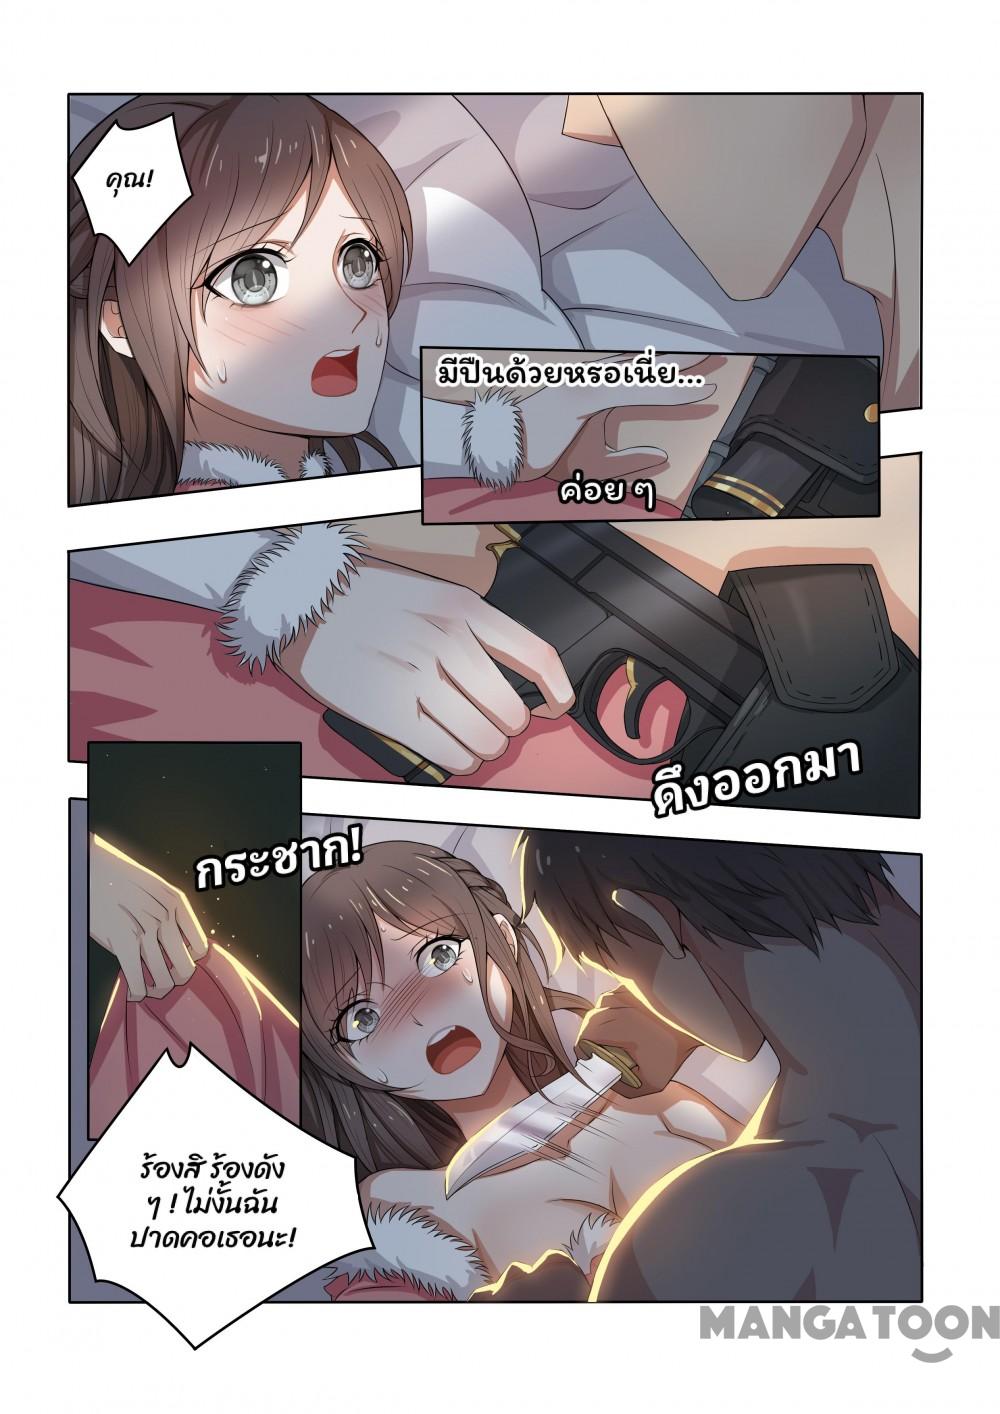 คุณ!
มีปืนด้วยหรอเนี่ย...
ค่อย ๆ
ดึงออกมา
กระชาก!
ร้องสิ ร้องดัง
ๆ ! ไม่งั้นฉัน
ปาดคอเธอนะ!
MANGATOON